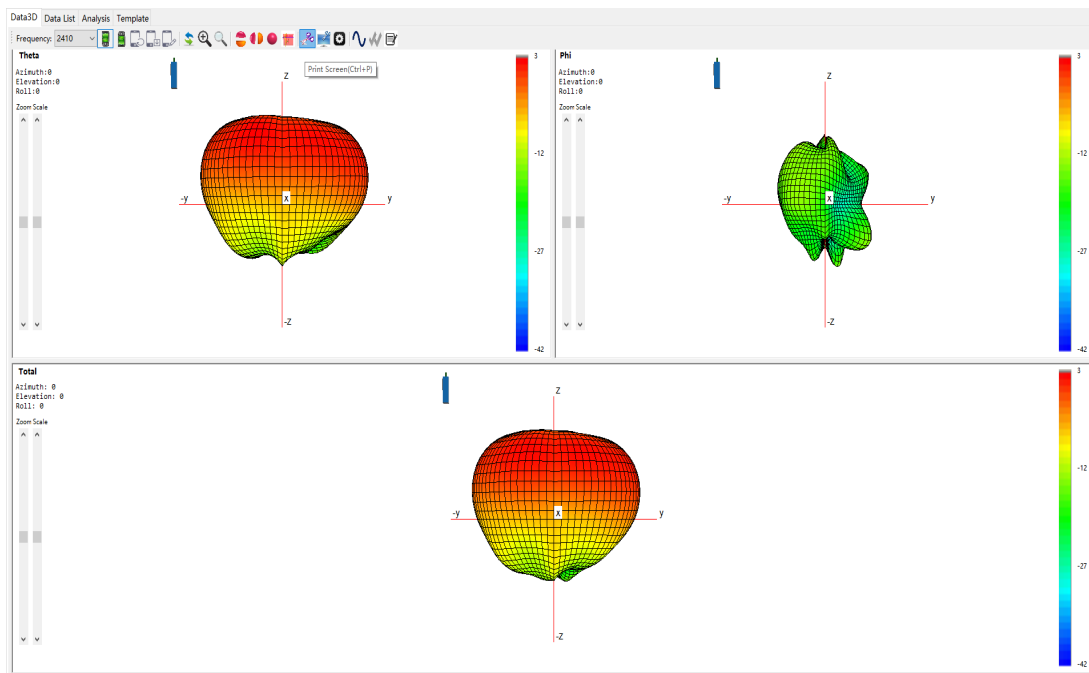 Data3D Data List Analysis Template
Frequency: 2410
Print Screen(Ctrl+P)
Theta
Azimuth:0
Elevation:0
Roll:0
Zoom Scale
Z
-y
X
y
-Z
3
-12
-27
-42
Phi
Azimuth:0
Elevation:0
Roll:0
Zoom Scale
Z
-y
X
y
-Z
3
-12
-27
-42
Total
Azimuth: 0
Elevation: 0
Roll: 0
Zoom Scale
Z
-y
X
y
-Z
3
-12
-27
-42